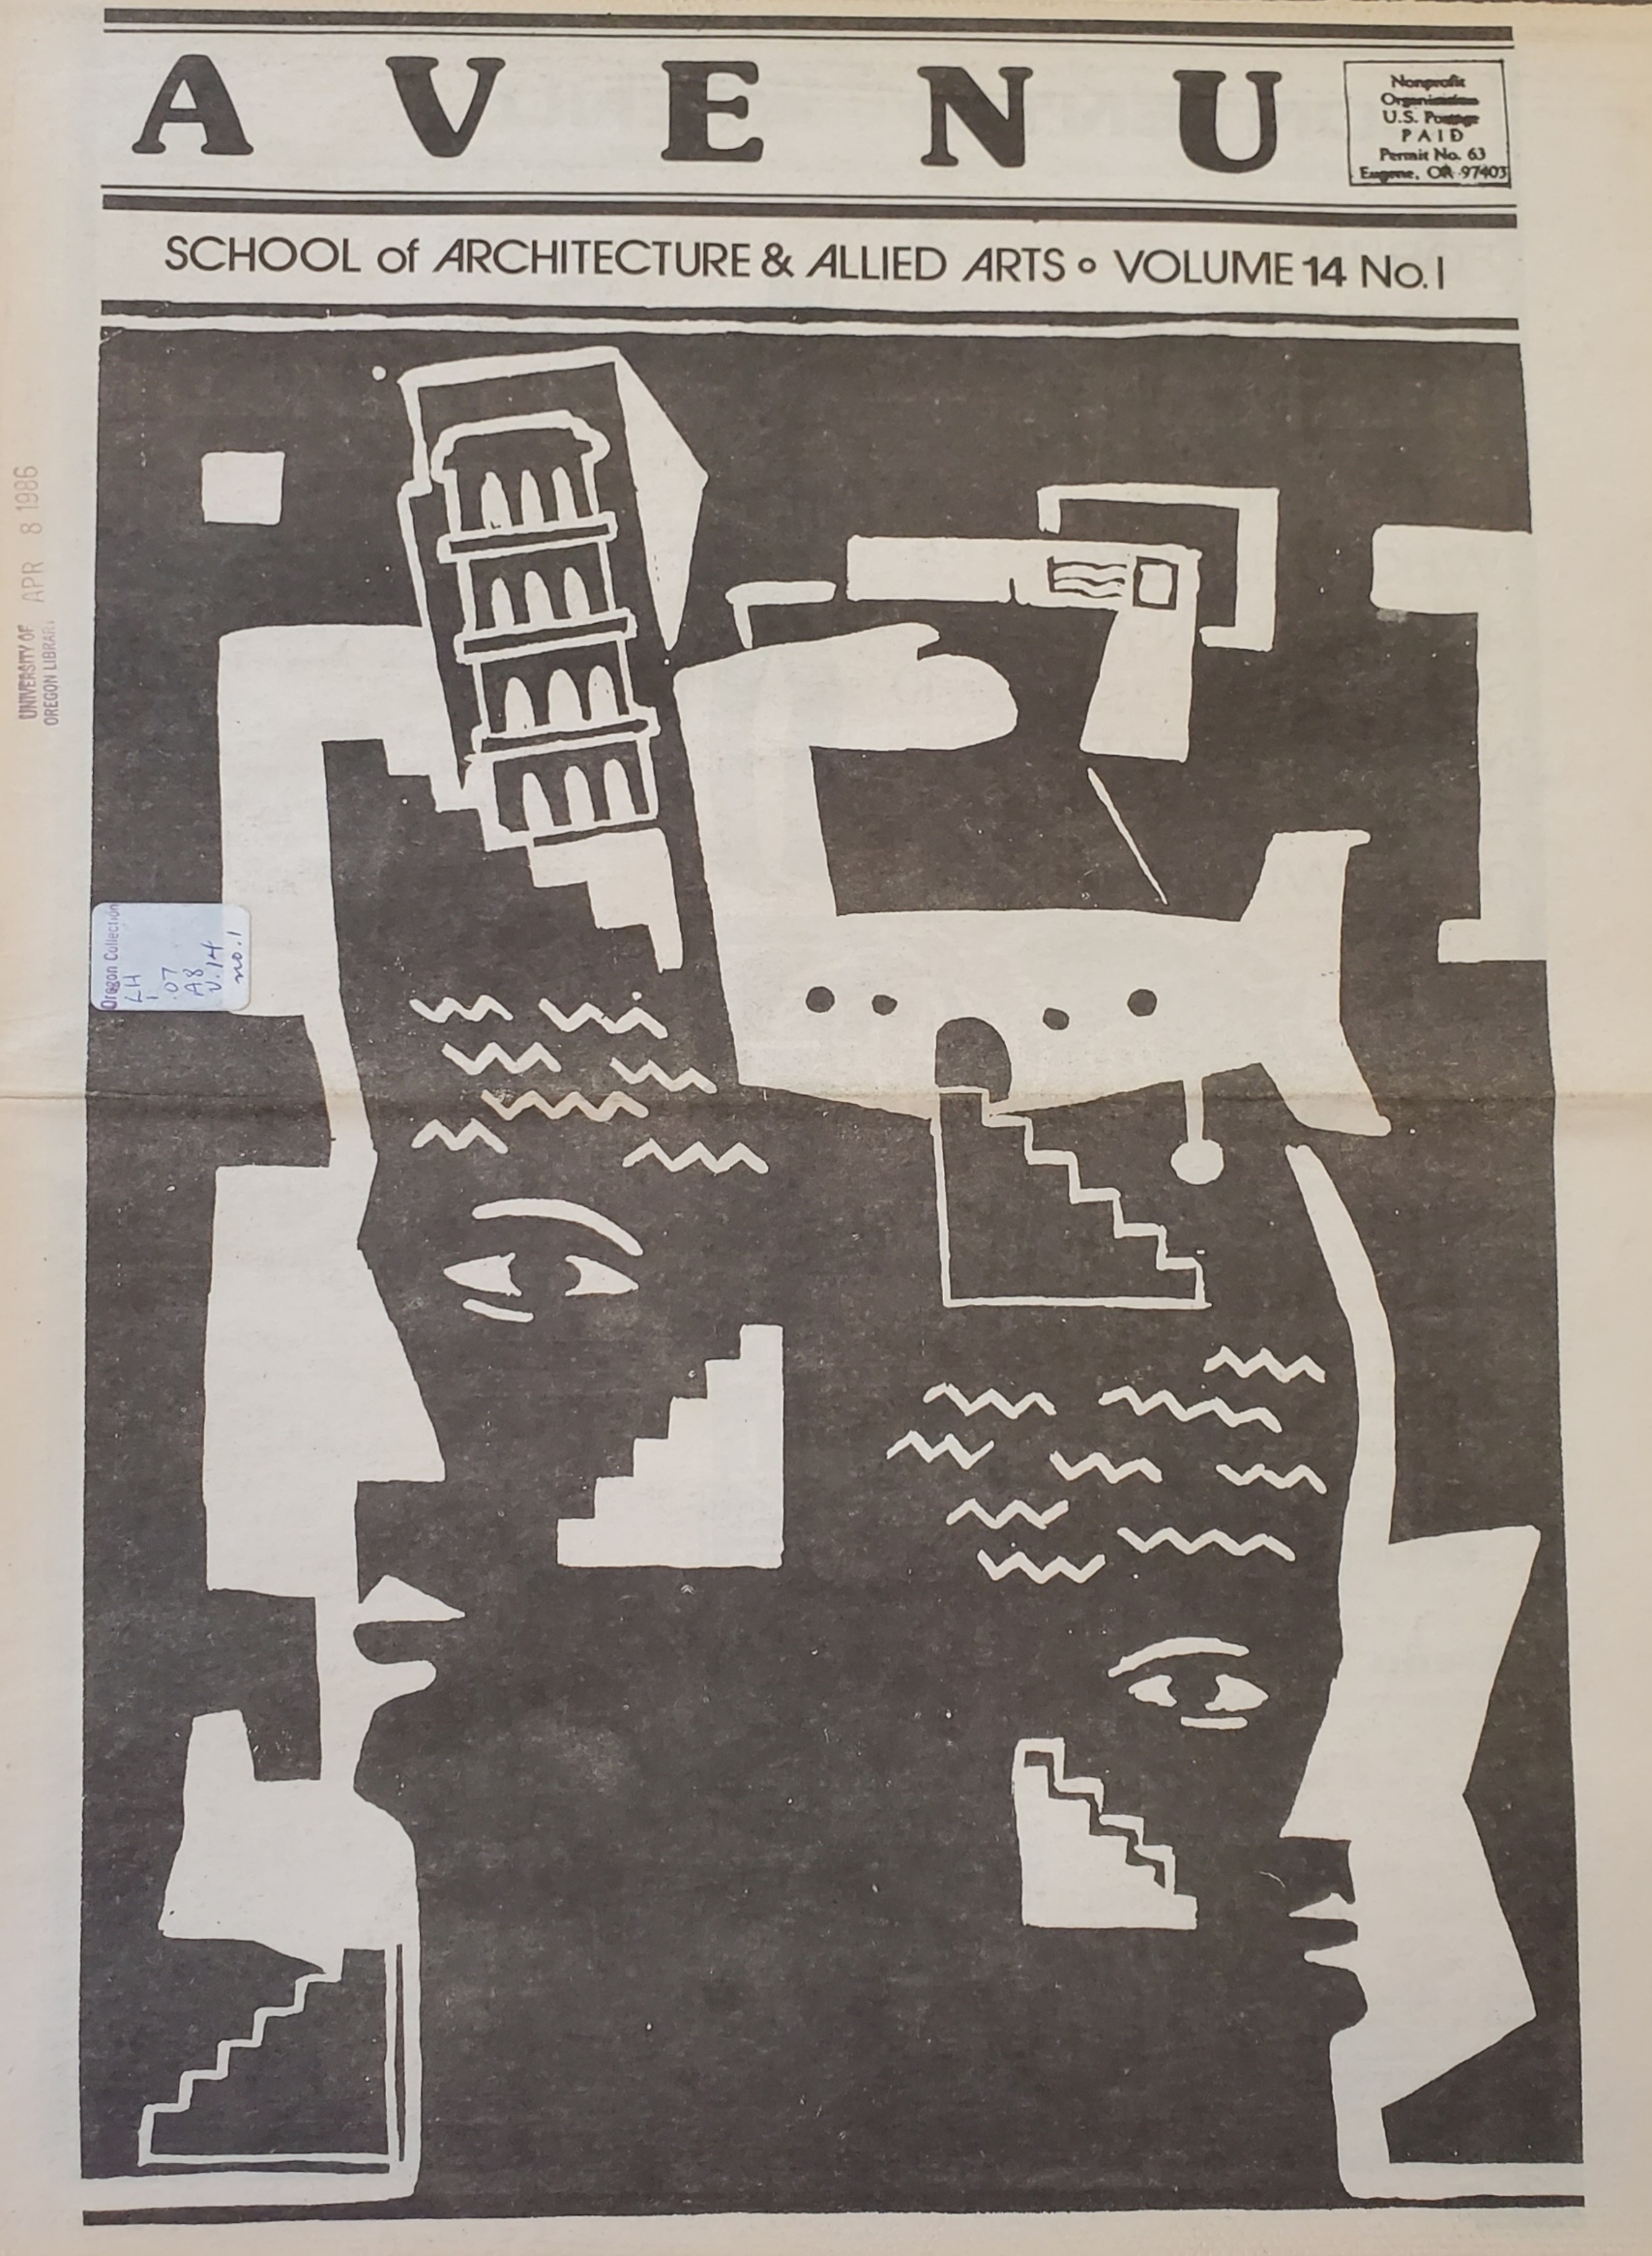 A V E N U
Nonprofit
Organization
U.S. Postage
PAID
Permit No. 63
Eugene, OR 97403
SCHOOL of ARCHITECTURE & ALLIED ARTS o VOLUME 14 No. 1
UNIVERSITY OF
OREGON LIBRARY
APR 8 1986
Oregon Collection
LH
1
.O7
A8
v.14
no.1